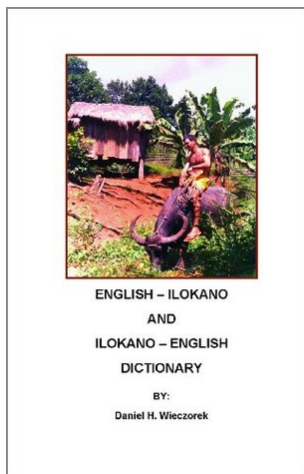 ENGLISH – ILOKANO
AND
ILOKANO – ENGLISH
DICTIONARY
BY:
Daniel H. Wieczorek